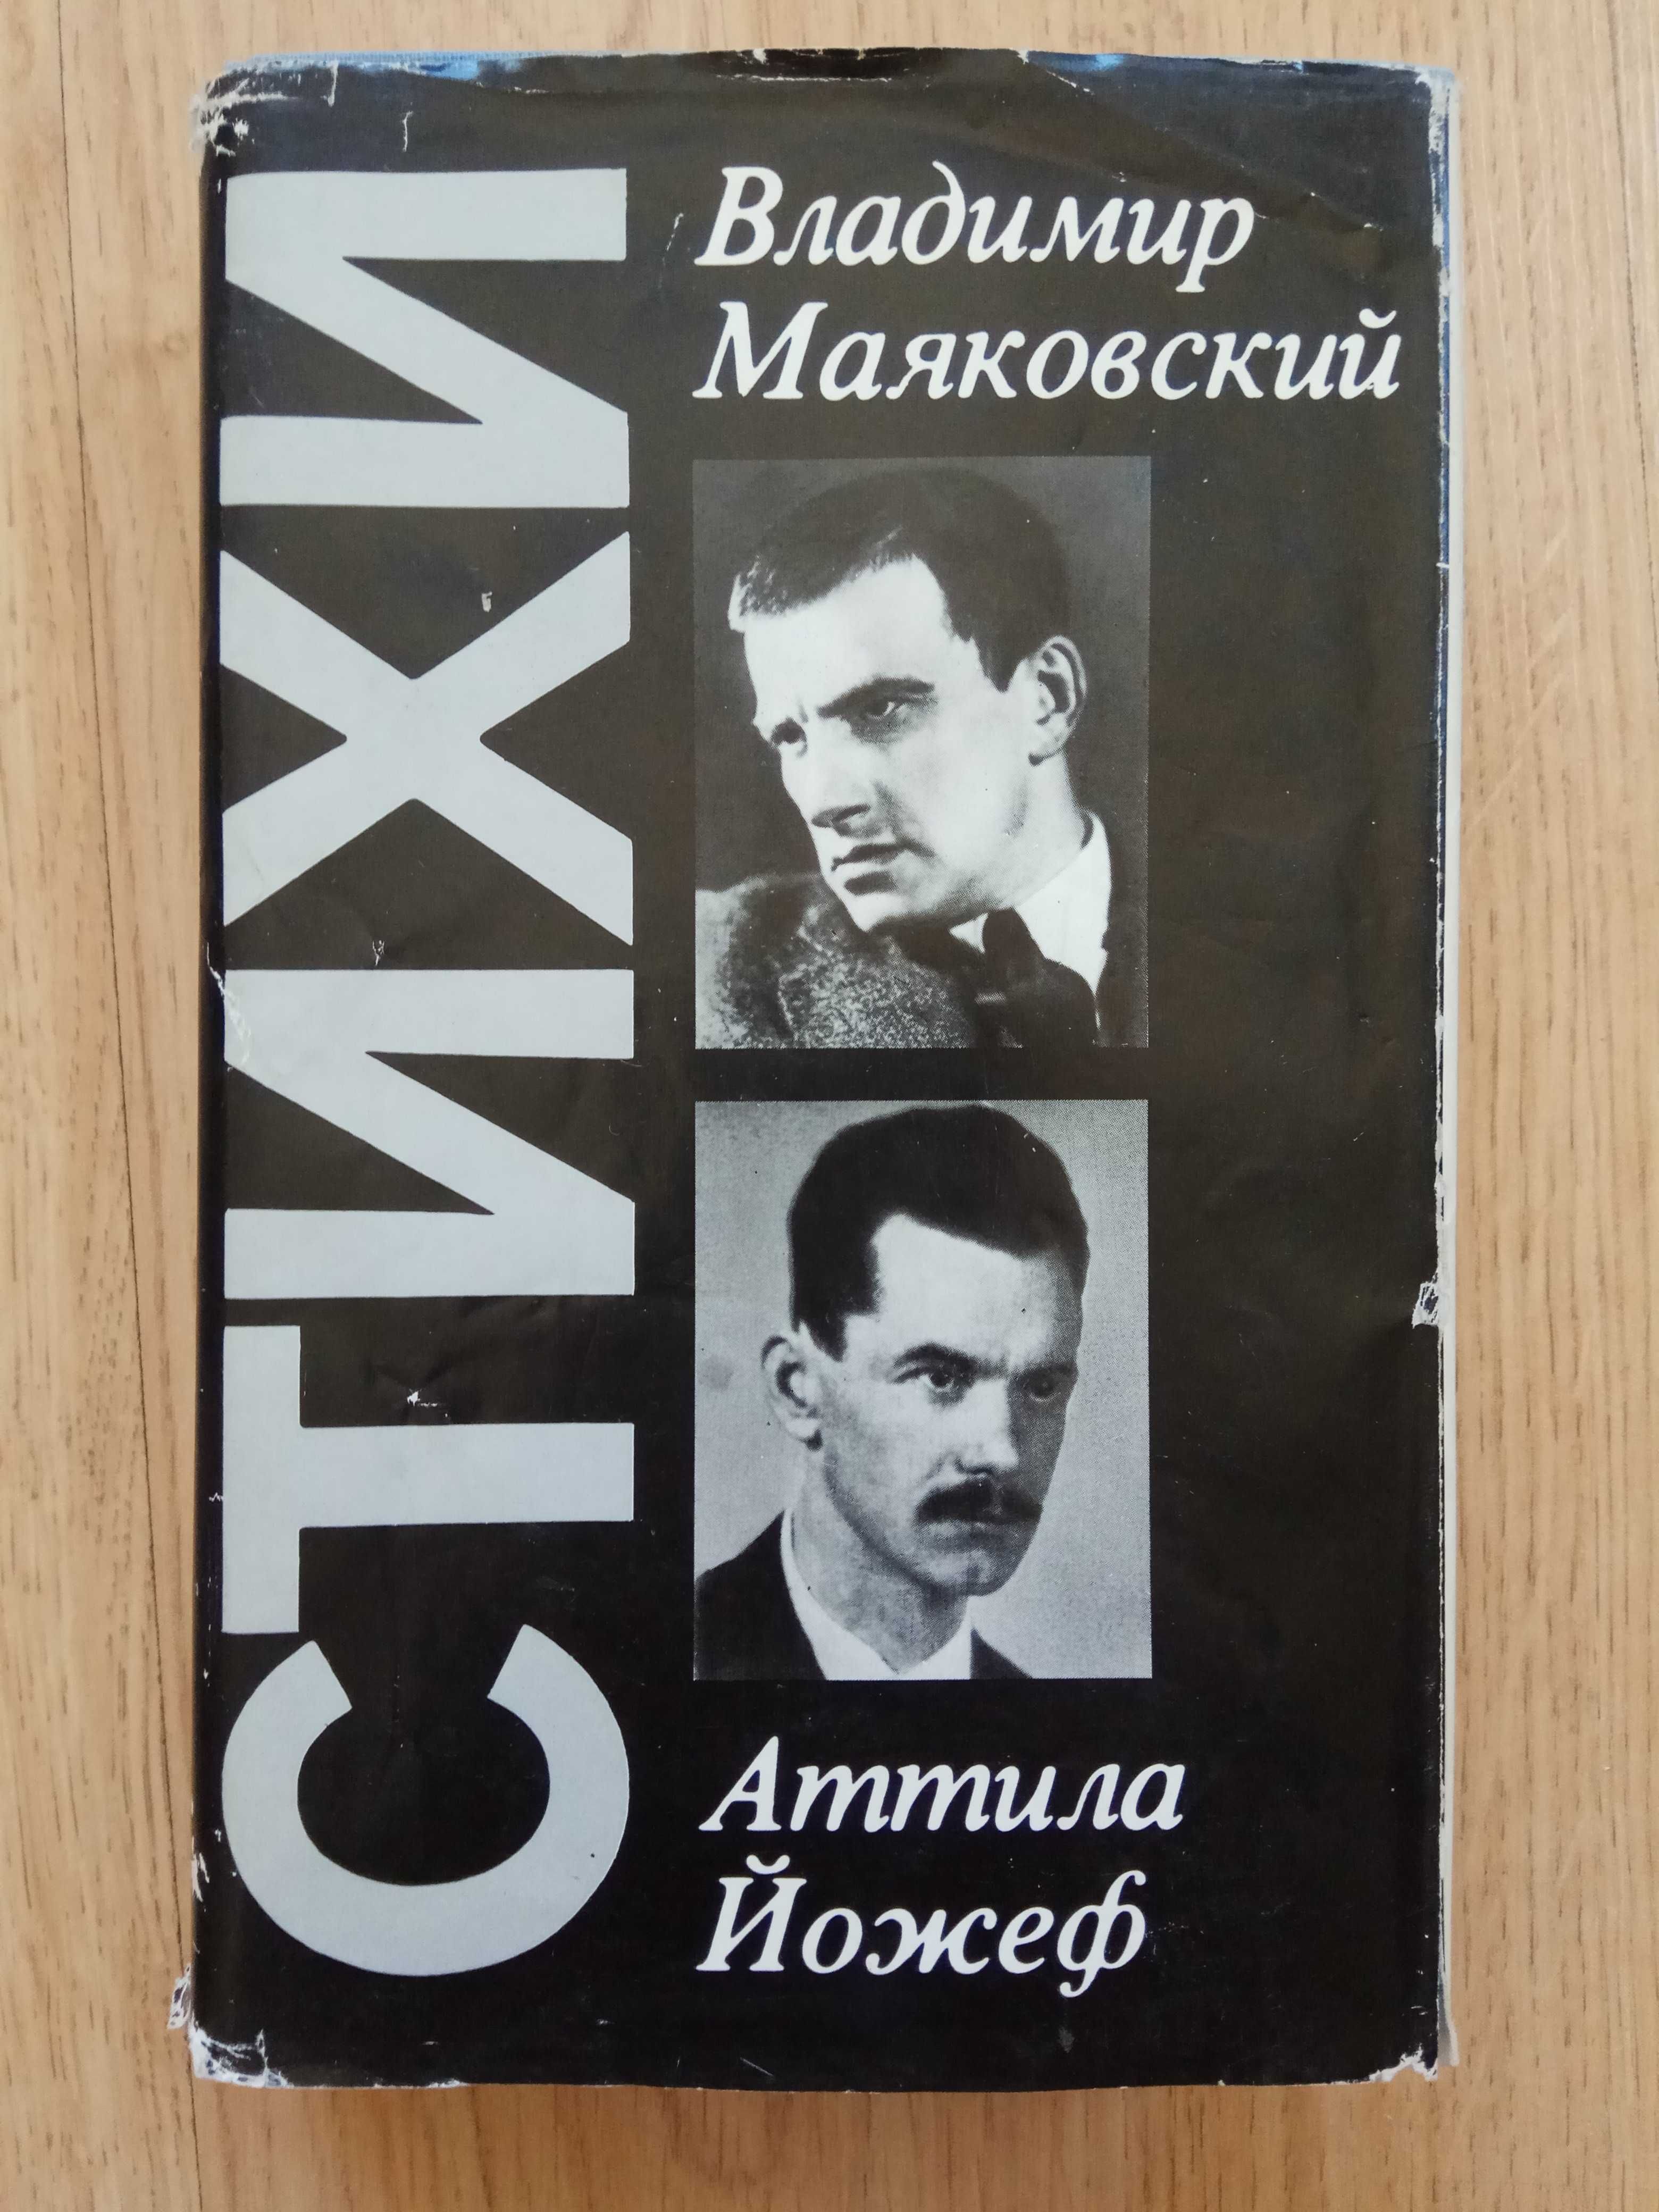 СТИХИ
Владимир
Маяковский
Аттила
Йожеф